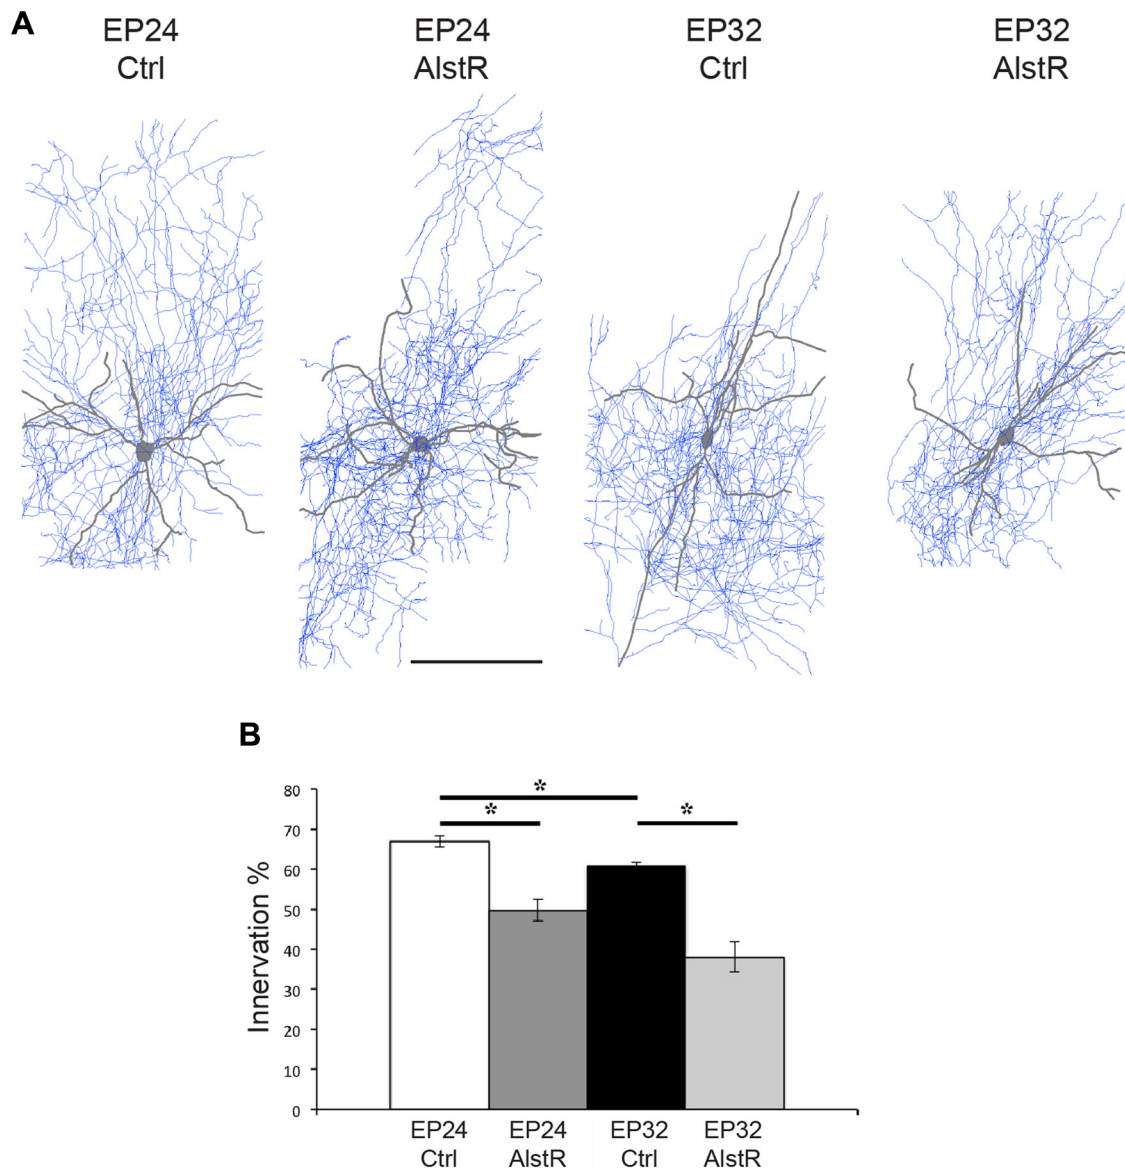 A
EP24
Ctrl
EP24
AlstR
EP32
Ctrl
EP32
AlstR
B
Innervation %
80
70
60
50
40
30
20
10
0
*
*
*
EP24
Ctrl
EP24
AlstR
EP32
Ctrl
EP32
AlstR